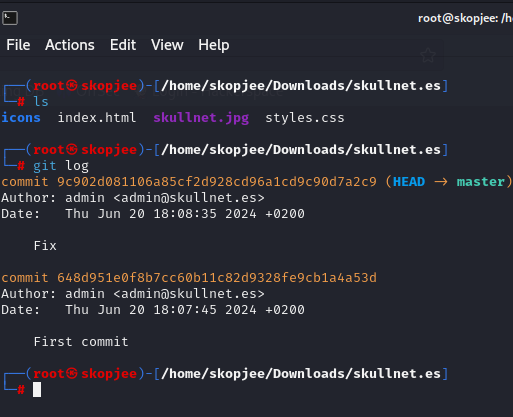 root@skopjee: /h
File Actions Edit View Help
┌──(root㉿skopjee)-[/home/skopjee/Downloads/skullnet.es]
└─# ls
icons index.html skullnet.jpg styles.css
┌──(root㉿skopjee)-[/home/skopjee/Downloads/skullnet.es]
└─# git log
commit 9c902d081106a85cf2d928cd96a1cd9c90d7a2c9 (HEAD -> master)
Author: admin <admin@skullnet.es>
Date: Thu Jun 20 18:08:35 2024 +0200
Fix
commit 648d951e0f8b7cc60b11c82d9328fe9cb1a4a53d
Author: admin <admin@skullnet.es>
Date: Thu Jun 20 18:07:45 2024 +0200
First commit
┌──(root㉿skopjee)-[/home/skopjee/Downloads/skullnet.es]
└─#